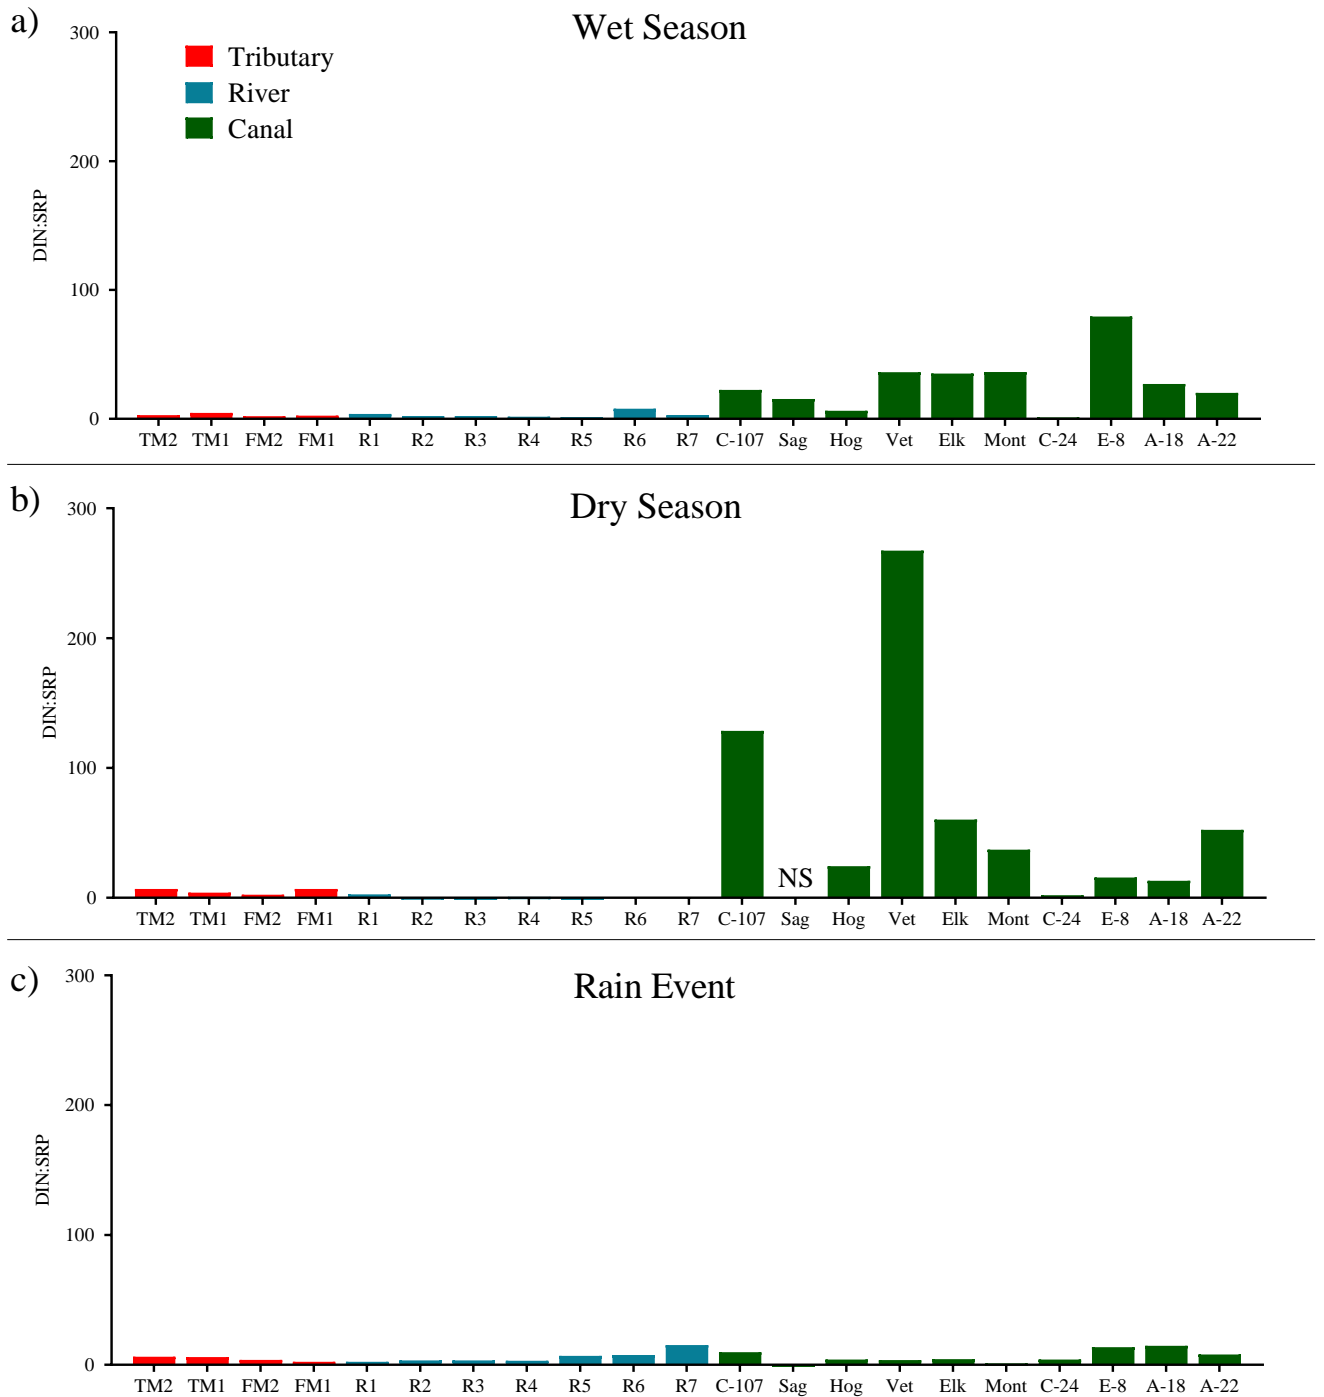 a)
Wet Season
Tributary
River
Canal
DIN:SRP
300
200
100
0
TM2 TM1 FM2 FM1 R1 R2 R3 R4 R5 R6 R7 C-107 Sag Hog Vet Elk Mont C-24 E-8 A-18 A-22
b)
Dry Season
DIN:SRP
300
200
100
0
NS
TM2 TM1 FM2 FM1 R1 R2 R3 R4 R5 R6 R7 C-107 Sag Hog Vet Elk Mont C-24 E-8 A-18 A-22
c)
Rain Event
DIN:SRP
300
200
100
0
TM2 TM1 FM2 FM1 R1 R2 R3 R4 R5 R6 R7 C-107 Sag Hog Vet Elk Mont C-24 E-8 A-18 A-22